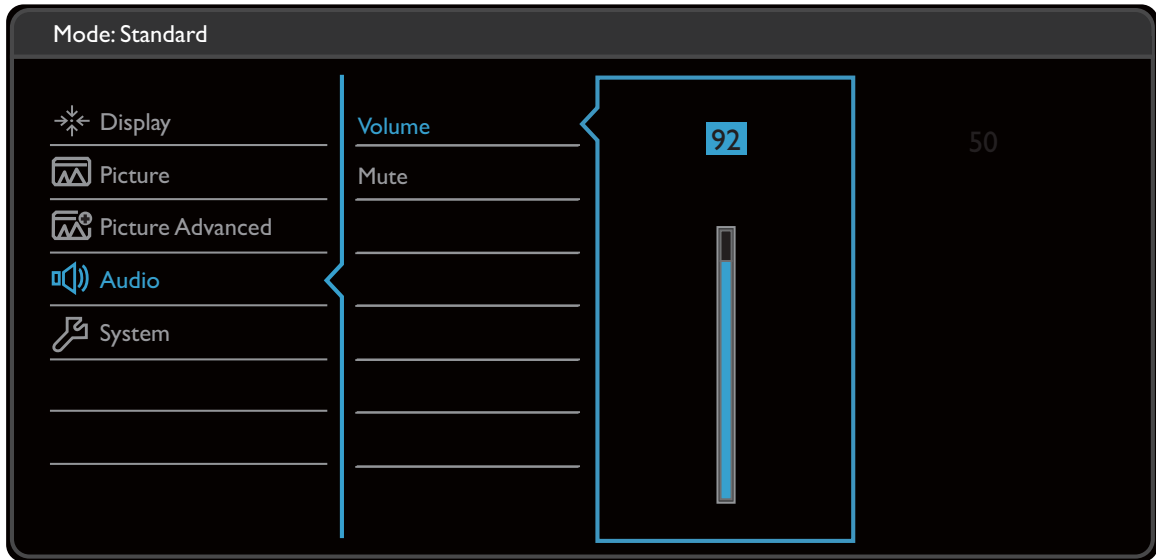 Mode: Standard
Display
Picture
Picture Advanced
Audio
System
Volume
Mute
92
50